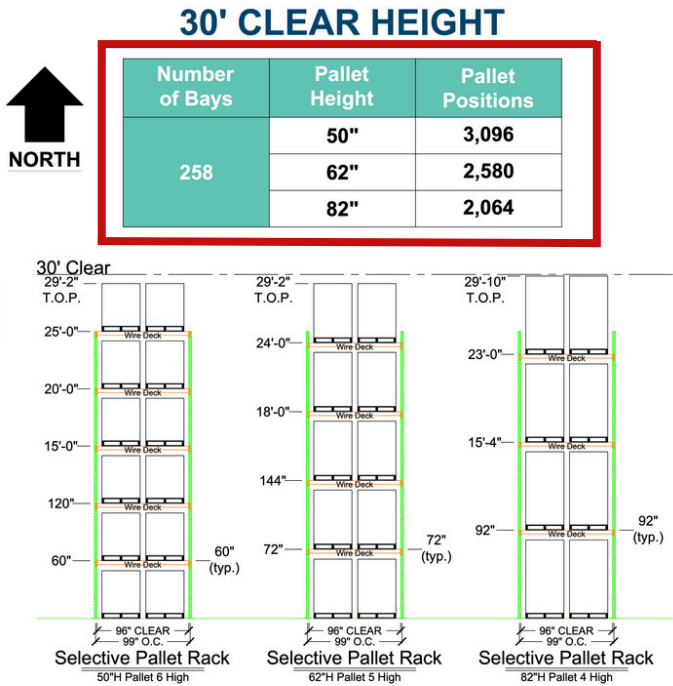 30' CLEAR HEIGHT
NORTH
Number of Bays Pallet Height Pallet Positions
258
50" 3,096
62" 2,580
82" 2,064
30' Clear
29'-2"
T.O.P.
25'-0"
Wire Deck
20'-0"
Wire Deck
15'-0"
Wire Deck
120"
Wire Deck
60"
Wire Deck
60"
(typ.)
96" CLEAR
99" O.C.
Selective Pallet Rack
50"H Pallet 6 High
29'-2"
T.O.P.
24'-0"
Wire Deck
18'-0"
Wire Deck
144"
Wire Deck
72"
Wire Deck
72"
(typ.)
96" CLEAR
99" O.C.
Selective Pallet Rack
62"H Pallet 5 High
29'-10"
T.O.P.
23'-0"
Wire Deck
15'-4"
Wire Deck
92"
Wire Deck
92"
(typ.)
96" CLEAR
99" O.C.
Selective Pallet Rack
82"H Pallet 4 High